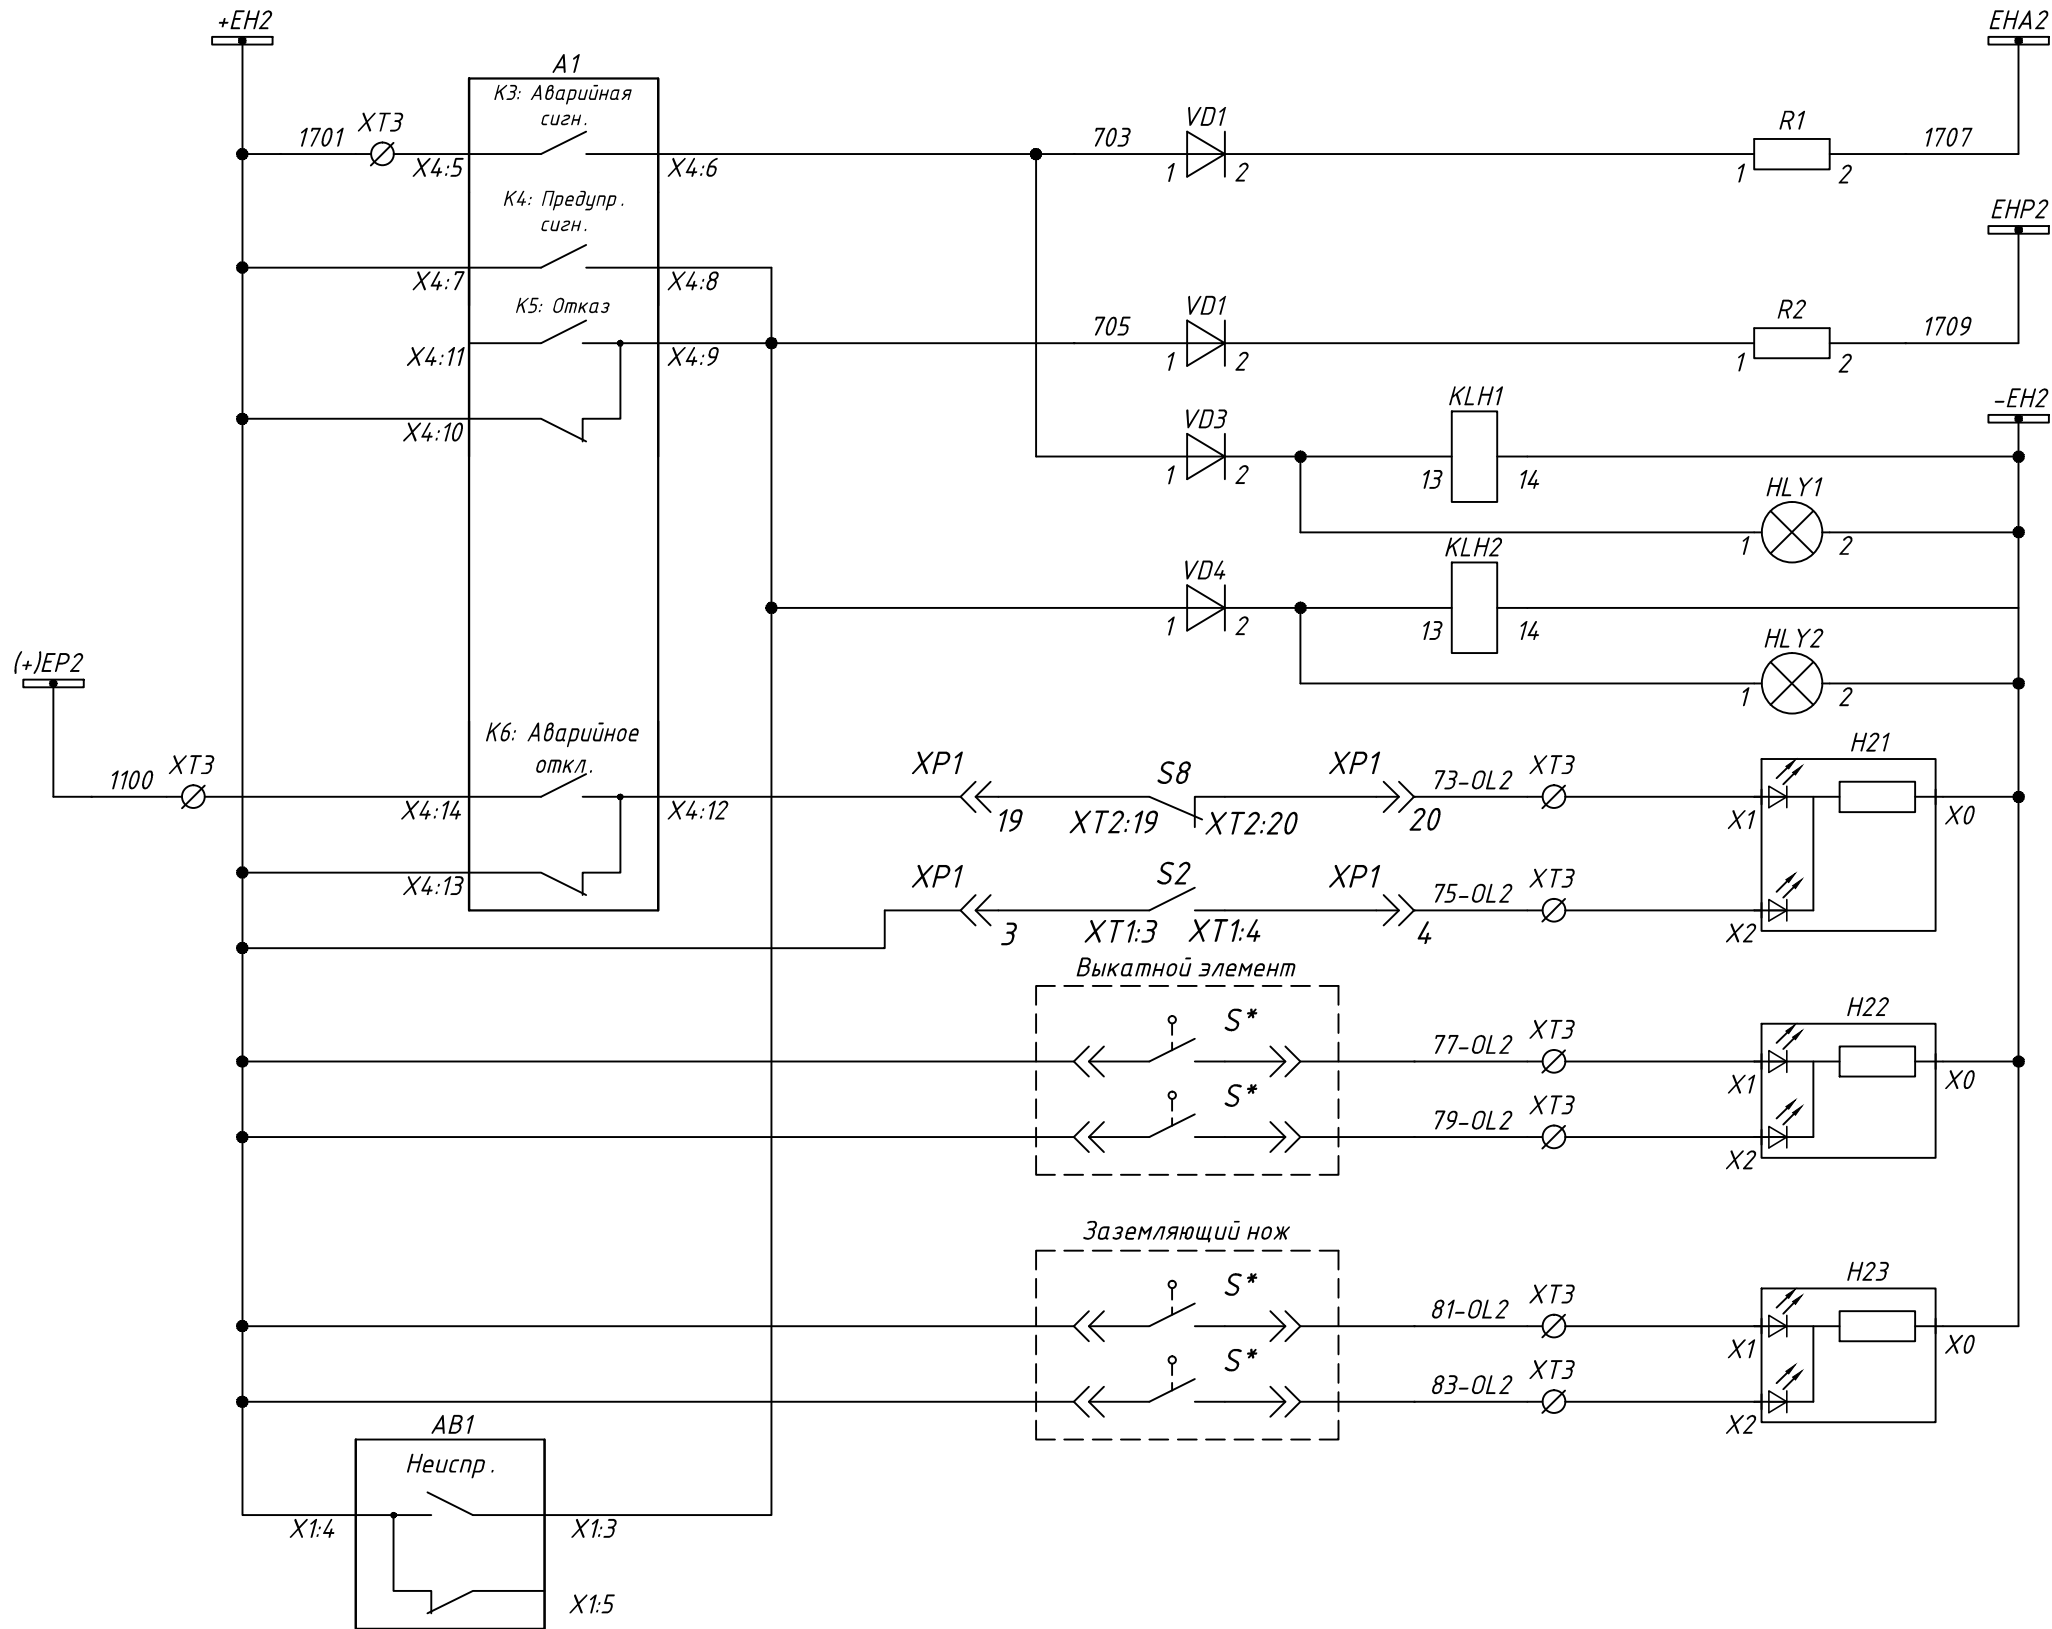 +EH2
EHA2
A1
K3: Аварийная
сигн.
1701
XT3
X4:5
X4:6
703
VD1
1
2
R1
1
2
1707
K4: Предупр.
сигн.
X4:7
X4:8
EHP2
K5: Отказ
X4:11
X4:9
705
VD1
1
2
R2
1
2
1709
X4:10
-EH2
VD3
1
2
KLH1
13
14
HLY1
1
2
VD4
1
2
KLH2
13
14
HLY2
1
2
(+)EP2
1100
XT3
K6: Аварийное
откл.
X4:14
X4:12
XP1
19
S8
XT2:19
XT2:20
XP1
20
73-OL2
XT3
H21
X1
X0
X4:13
XP1
3
S2
XT1:3
XT1:4
XP1
4
75-OL2
XT3
X2
Выкатной элемент
S*
77-OL2
XT3
H22
X1
X0
S*
79-OL2
XT3
X2
Заземляющий нож
S*
81-OL2
XT3
H23
X1
X0
S*
83-OL2
XT3
X2
AB1
Неиспр.
X1:4
X1:3
X1:5